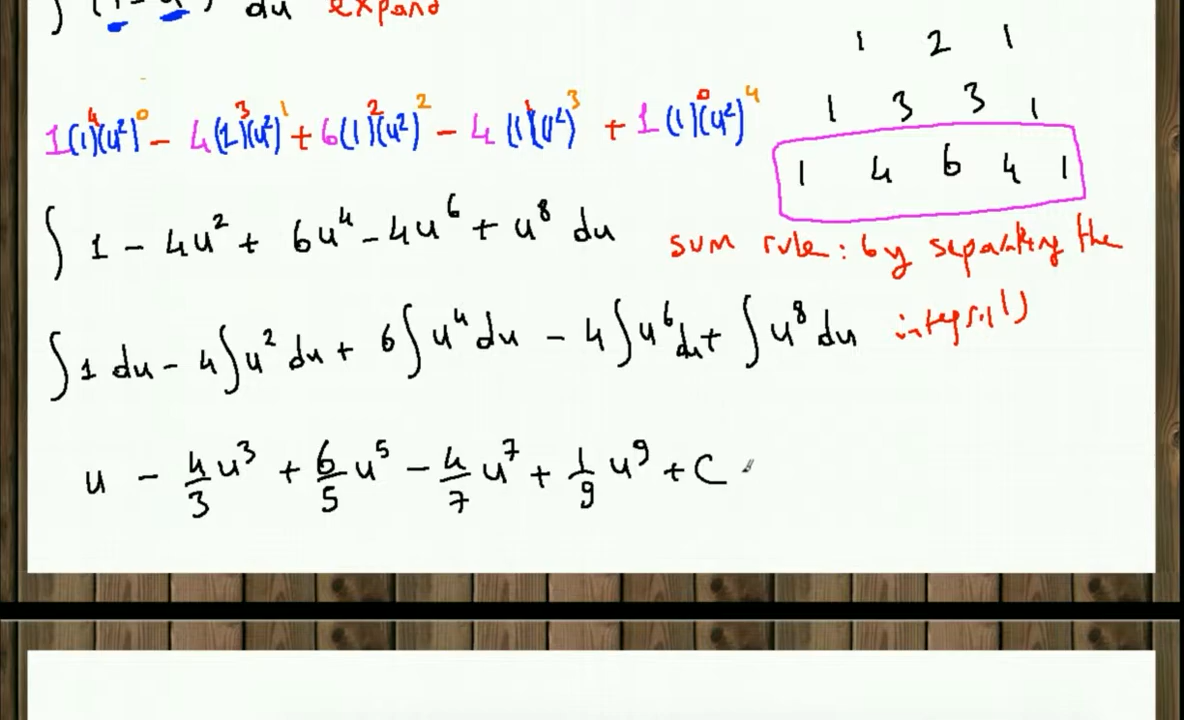 du expand
1 2 1
1 3 3 1
1(1)⁴(u²)⁰ - 4(1)³(u²)¹ + 6(1)²(u²)² - 4(1)¹(u²)³ + 1(1)⁰(u²)⁴
1 4 6 4 1
∫ 1 - 4u² + 6u⁴ - 4u⁶ + u⁸ du
sum rule: by separating the
integral()
∫1 du - 4∫u² du + 6∫u⁴ du - 4∫u⁶ du + ∫u⁸ du
u - 4/3 u³ + 6/5 u⁵ - 4/7 u⁷ + 1/9 u⁹ + C